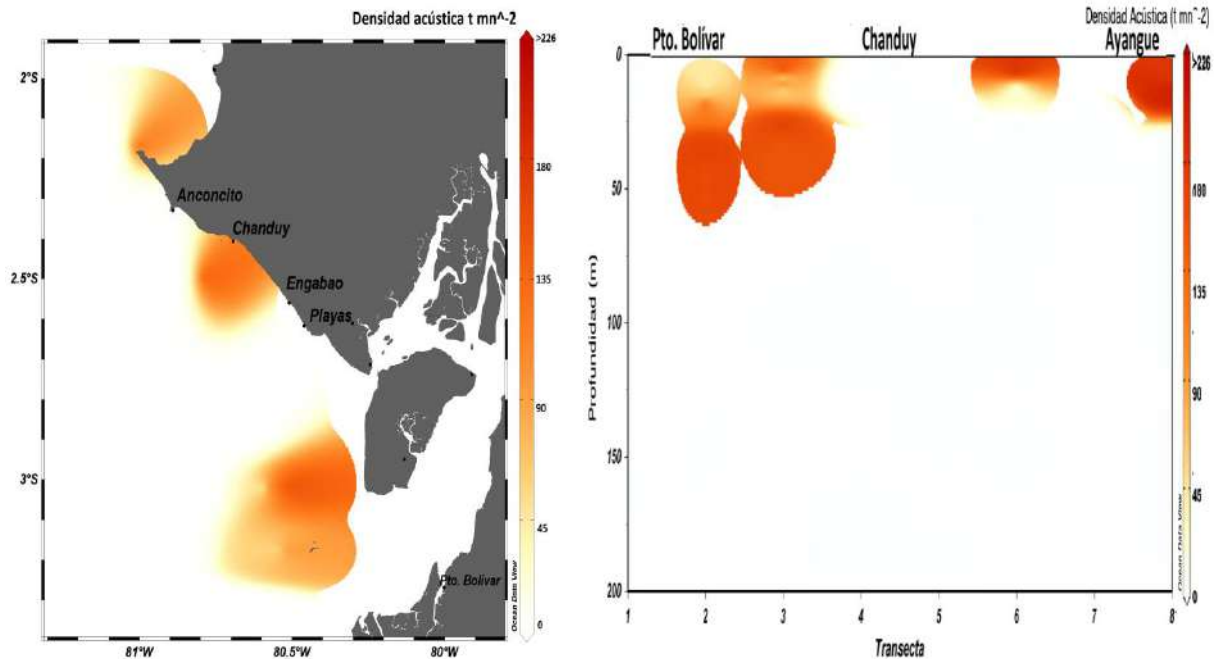 Densidad acústica t mn^-2
>226
180
135
90
45
0
Ocean Data View
2°S
2.5°S
3°S
81°W
80.5°W
80°W
Anconcito
Chanduy
Engabao
Playas
Pto. Bolívar
Densidad Acústica (t mn^-2)
Pto. Bolívar
Chanduy
Ayangue
>226
180
135
90
45
0
Ocean Data View
Profundidad (m)
0
50
100
150
200
1
2
3
4
5
6
7
8
Transecta